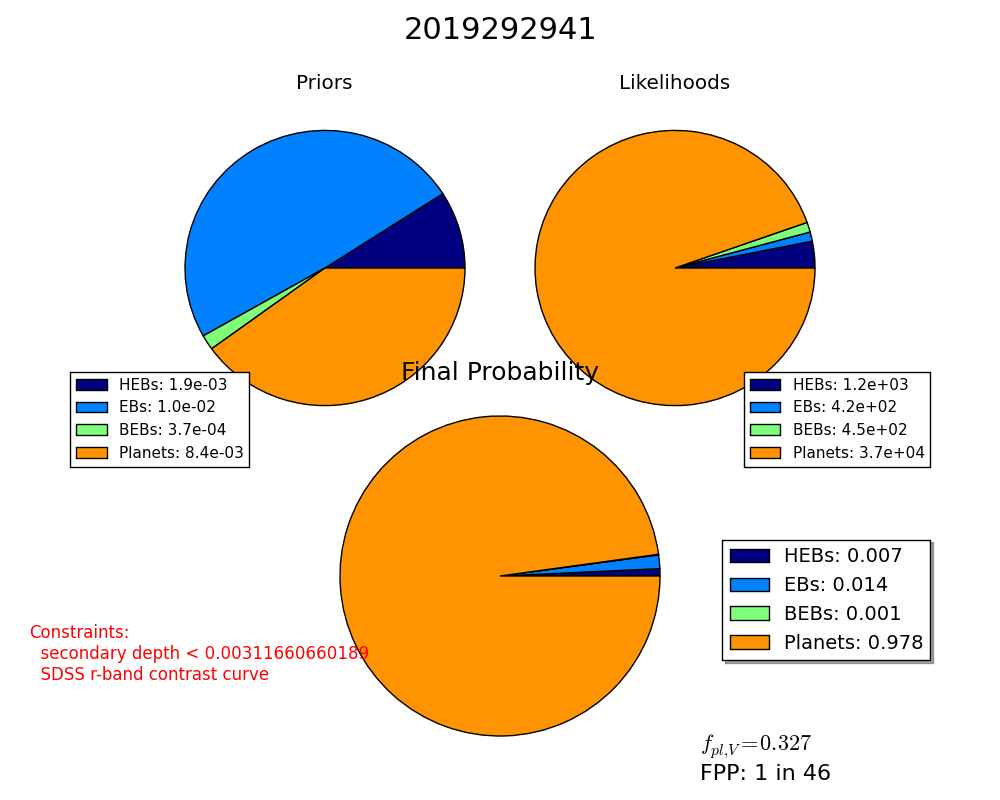 2019292941
Priors
Likelihoods
HEBs: 1.9e-03
EBs: 1.0e-02
BEBs: 3.7e-04
Planets: 8.4e-03
HEBs: 1.2e+03
EBs: 4.2e+02
BEBs: 4.5e+02
Planets: 3.7e+04
Final Probability
HEBs: 0.007
EBs: 0.014
BEBs: 0.001
Planets: 0.978
Constraints:
secondary depth < 0.00311660660189
SDSS r-band contrast curve
f_{pl,V} = 0.327
FPP: 1 in 46